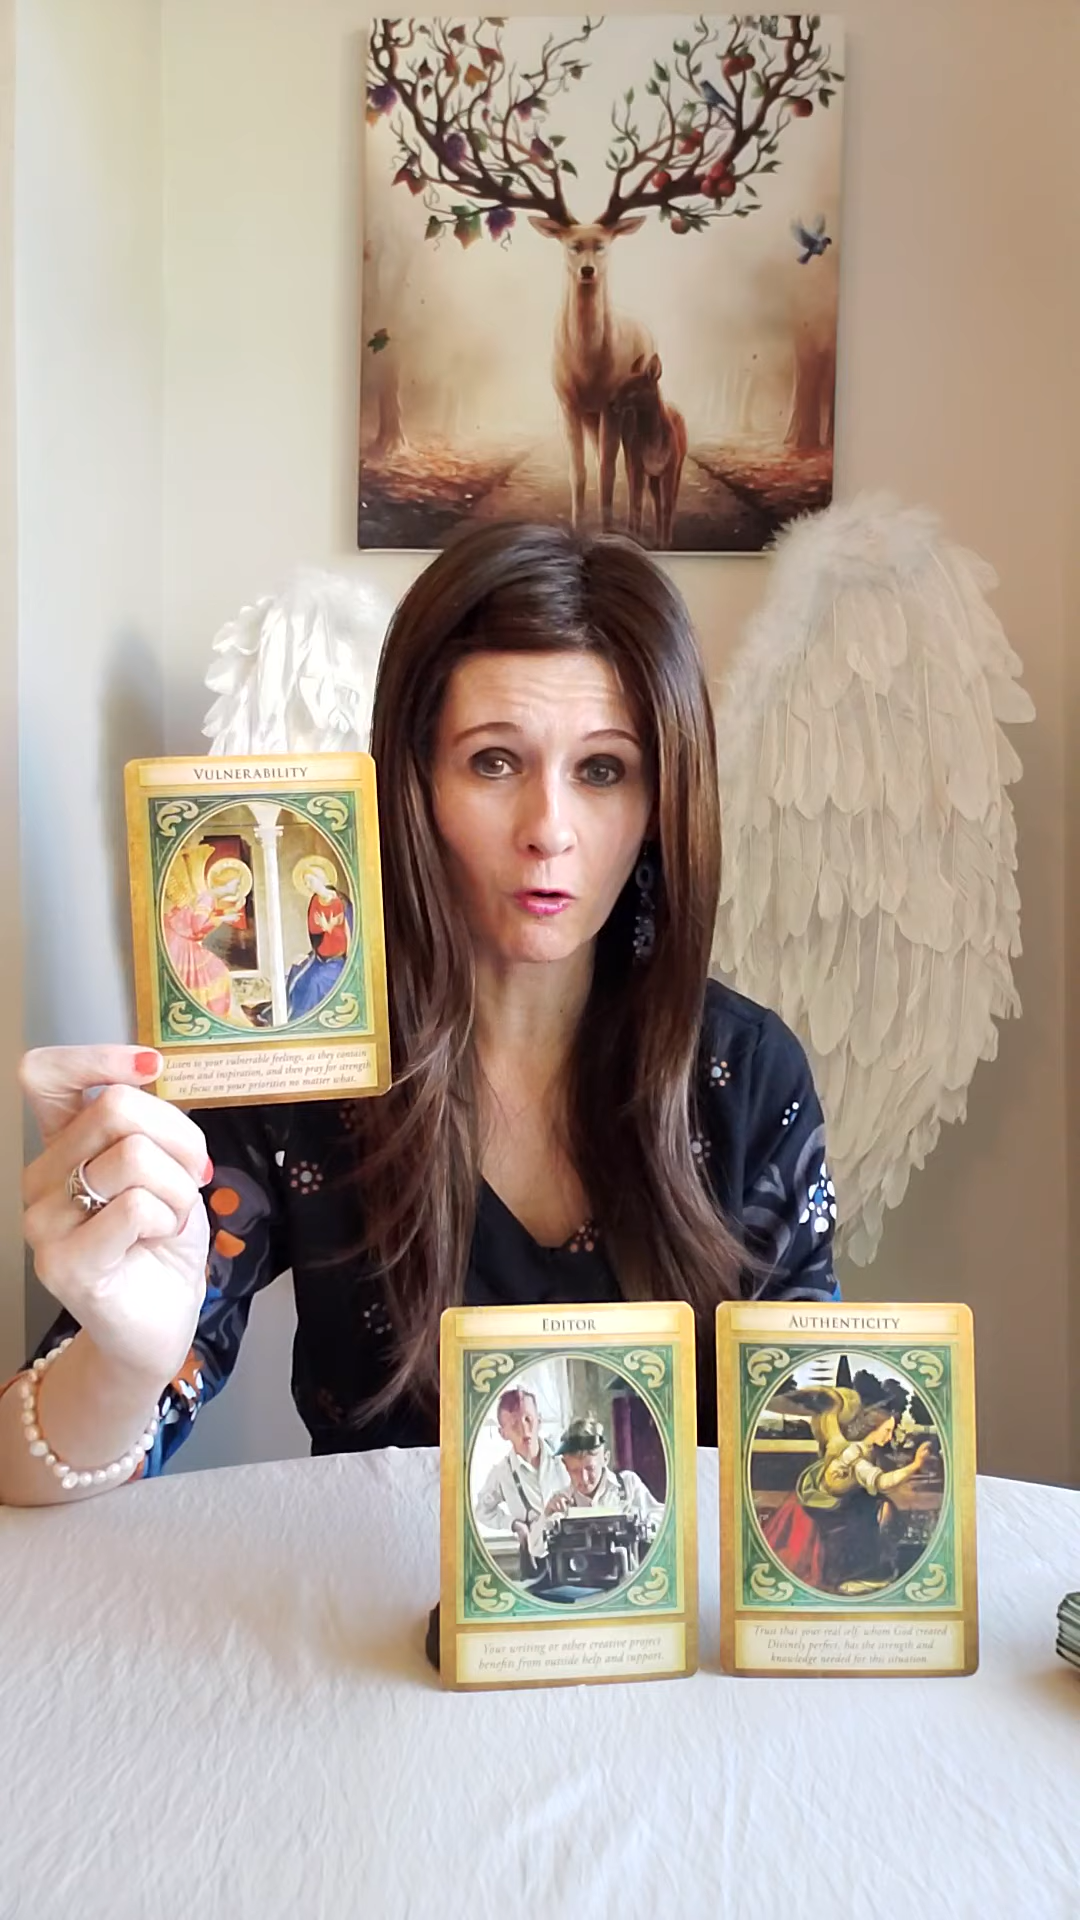 VULNERABILITY
Listen to your vulnerable feelings, as they contain
wisdom and inspiration, and then pray for strength
to focus on your priorities no matter what.
EDITOR
Your writing or other creative project
benefits from outside help and support.
AUTHENTICITY
Trust that your real self, whom God created
Divinely perfect, has the strength and
knowledge needed for this situation.